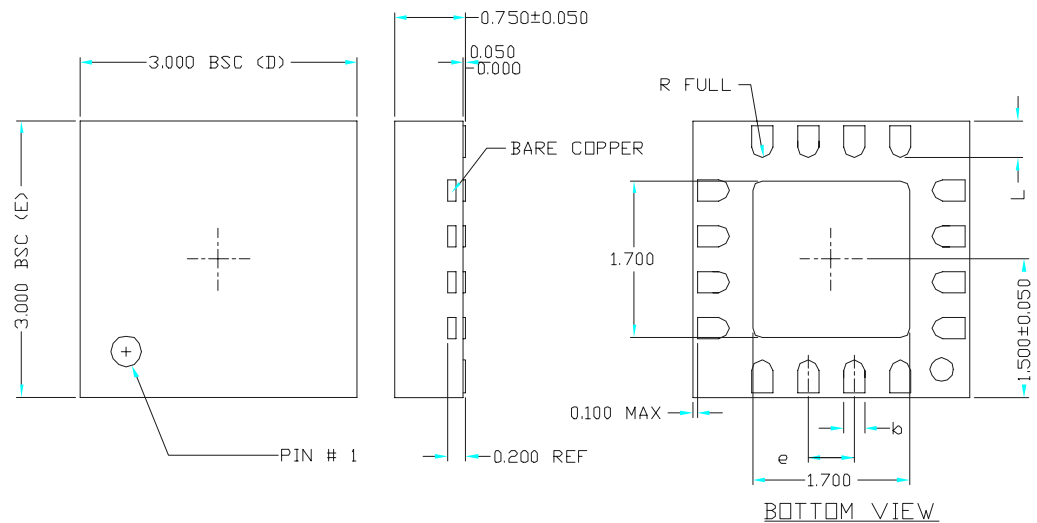 0.750±0.050
0.050
0.000
3.000 BSC (D)
R FULL
BARE COPPER
L
3.000 BSC (E)
1.700
1.500±0.050
0.100 MAX
b
PIN # 1
0.200 REF
e
1.700
BOTTOM VIEW